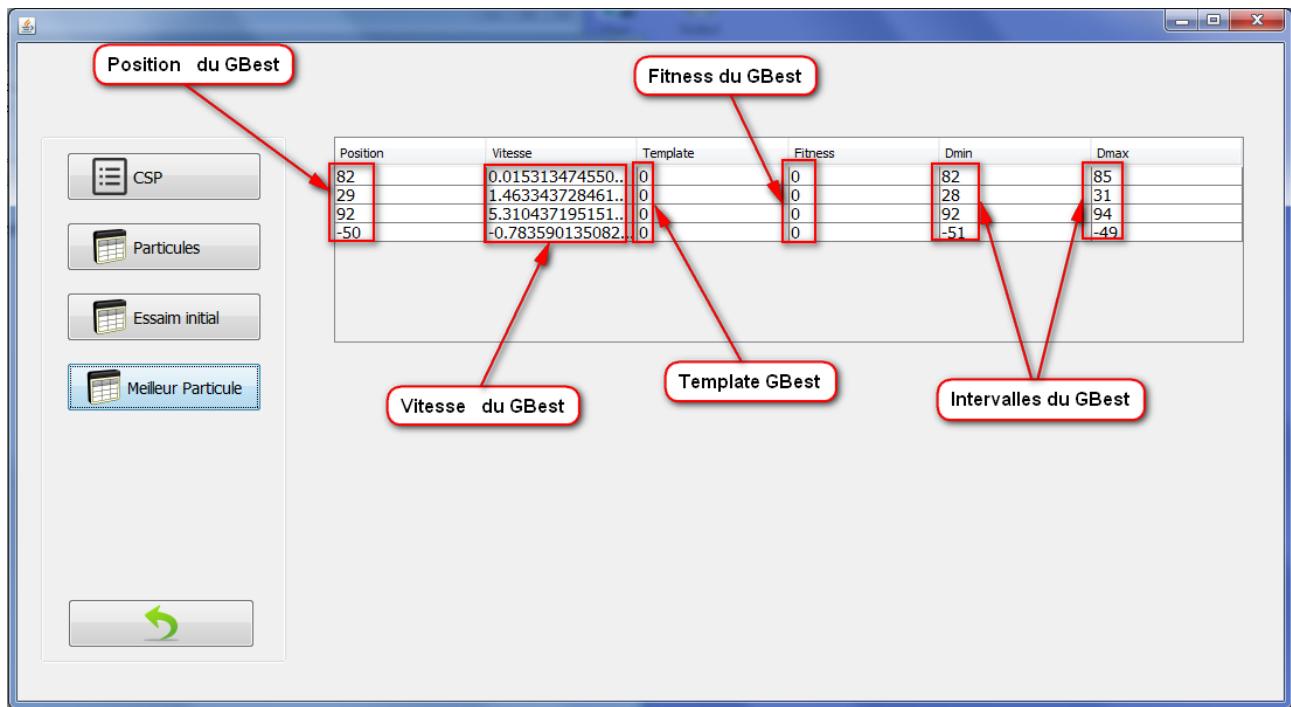 Position du GBest
Fitness du GBest
CSP
Particules
Essaim initial
Meilleur Particule
Position Vitesse Template Fitness Dmin Dmax
82 0.015313474550... 0 0 82 85
29 1.463343728461... 0 0 28 31
92 5.310437195151... 0 0 92 94
-50 -0.783590135082... 0 0 -51 -49
Template GBest
Vitesse du GBest
Intervalles du GBest